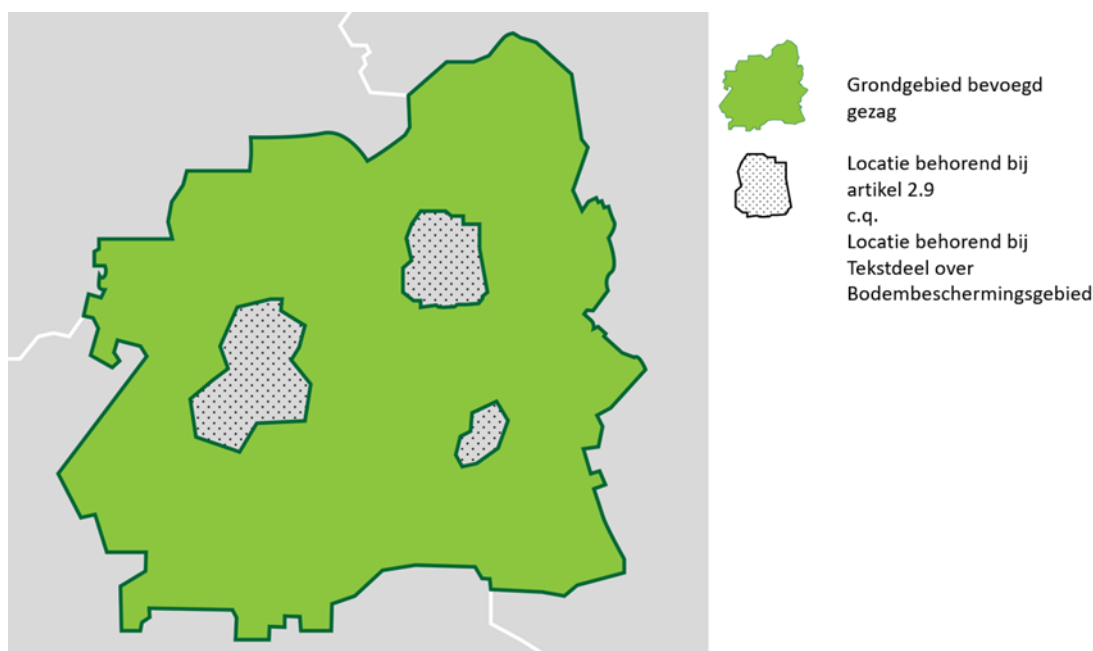 Grondgebied bevoegd
gezag
Locatie behorend bij
artikel 2.9
c.q.
Locatie behorend bij
Tekstdeel over
Bodembeschermingsgebied